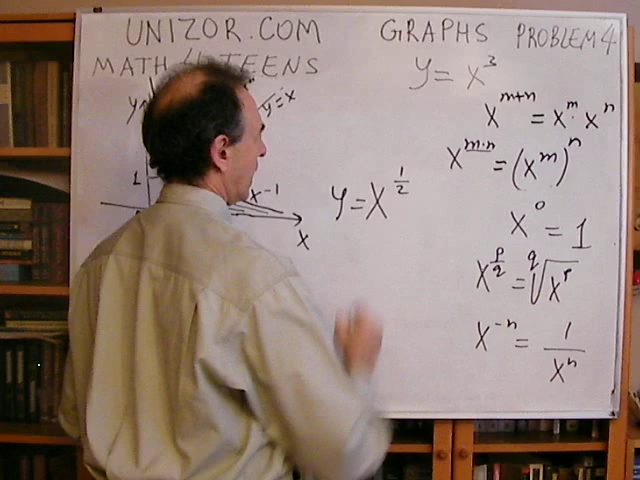 UNIZOR.COM GRAPHS PROBLEM 4
MATH 4 TEENS
y = x³
y y=x
x^{m+n} = x^m · x^n
x^{m·n} = (x^m)^n
1
x^{-1}
y = x^{1/2}
x
x^0 = 1
x^{p/q} = ^q√x^p
x^{-n} = 1/x^n